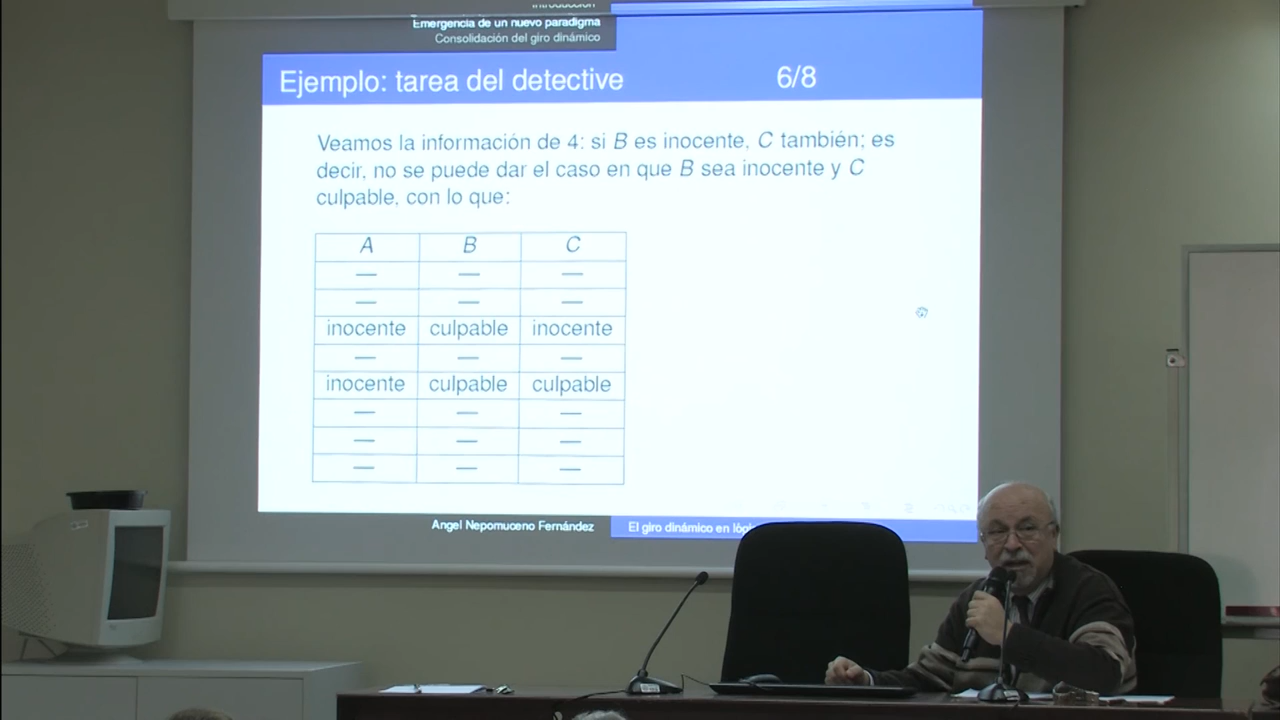 Introducción
Emergencia de un nuevo paradigma
Consolidación del giro dinámico
Ejemplo: tarea del detective 6/8
Veamos la información de 4: si B es inocente, C también; es
decir, no se puede dar el caso en que B sea inocente y C
culpable, con lo que:
A B C
— — —
— — —
inocente culpable inocente
— — —
inocente culpable culpable
— — —
— — —
— — —
Angel Nepomuceno Fernández El giro dinámico en